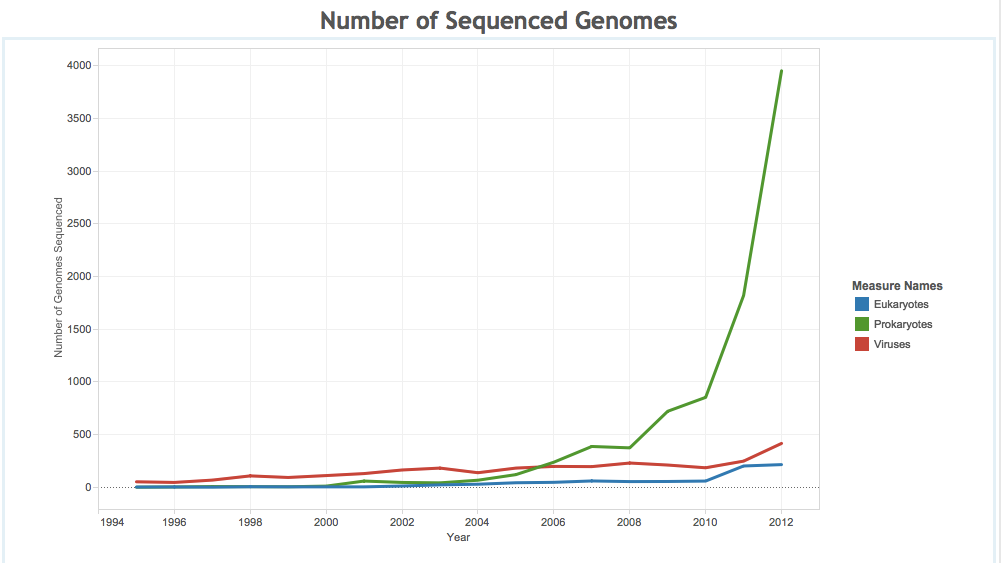 Number of Sequenced Genomes
4000
3500
3000
2500
2000
1500
1000
500
0
Number of Genomes Sequenced
1994 1996 1998 2000 2002 2004 2006 2008 2010 2012
Year
Measure Names
Eukaryotes
Prokaryotes
Viruses